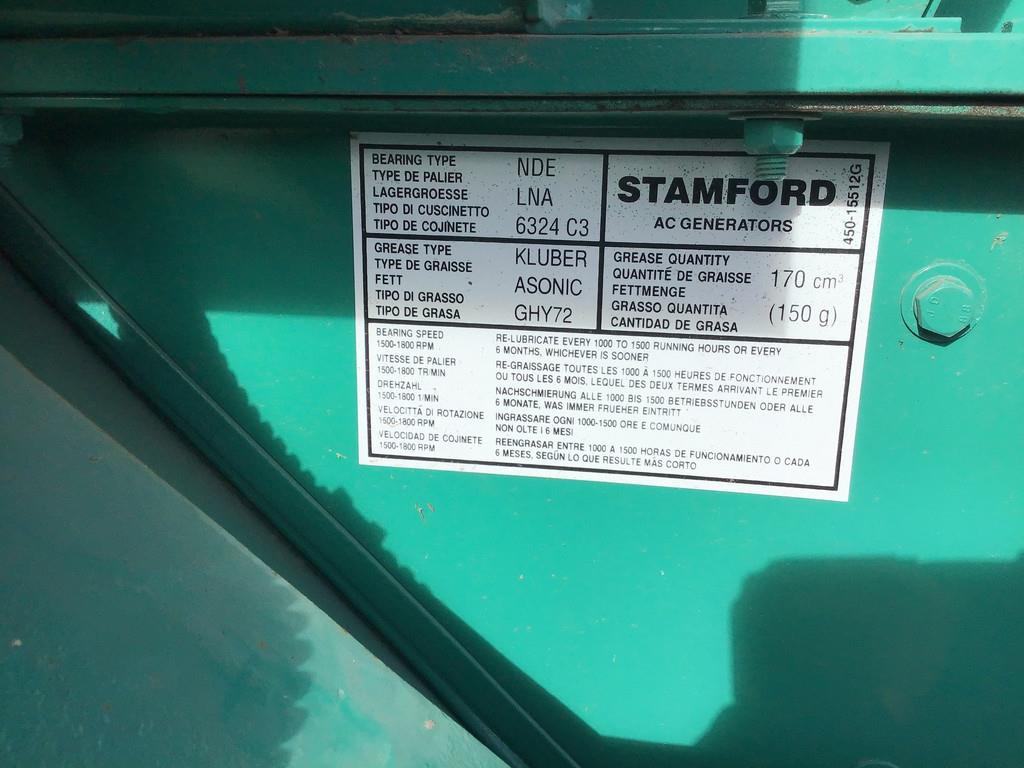 BEARING TYPE
TYPE DE PALIER
LAGERGROESSE
TIPO DI CUSCINETTO
TIPO DE COJINETE
NDE
LNA
6324 C3
STAMFORD
AC GENERATORS
450-15512G
GREASE TYPE
TYPE DE GRAISSE
FETT
TIPO DI GRASSO
TIPO DE GRASA
KLUBER
ASONIC
GHY72
GREASE QUANTITY
QUANTITÉ DE GRAISSE
FETTMENGE
GRASSO QUANTITA
CANTIDAD DE GRASA
170 cm³
(150 g)
BEARING SPEED
1500-1800 RPM
RE-LUBRICATE EVERY 1000 TO 1500 RUNNING HOURS OR EVERY
6 MONTHS, WHICHEVER IS SOONER
VITESSE DE PALIER
1500-1800 TR/MIN
RE-GRAISSAGE TOUTES LES 1000 À 1500 HEURES DE FONCTIONNEMENT
OU TOUS LES 6 MOIS, LEQUEL DES DEUX TERMES ARRIVANT LE PREMIER
DREHZAHL
1500-1800 1/MIN
NACHSCHMIERUNG ALLE 1000 BIS 1500 BETRIEBSSTUNDEN ODER ALLE
6 MONATE, WAS IMMER FRUEHER EINTRITT
VELOCITTÀ DI ROTAZIONE
1500-1800 RPM
INGRASSARE OGNI 1000-1500 ORE E COMUNQUE
NON OLTE I 6 MESI
VELOCIDAD DE COJINETE
1500-1800 RPM
REENGRASAR ENTRE 1000 A 1500 HORAS DE FUNCIONAMIENTO O CADA
6 MESES, SEGÚN LO QUE RESULTE MÁS CORTO